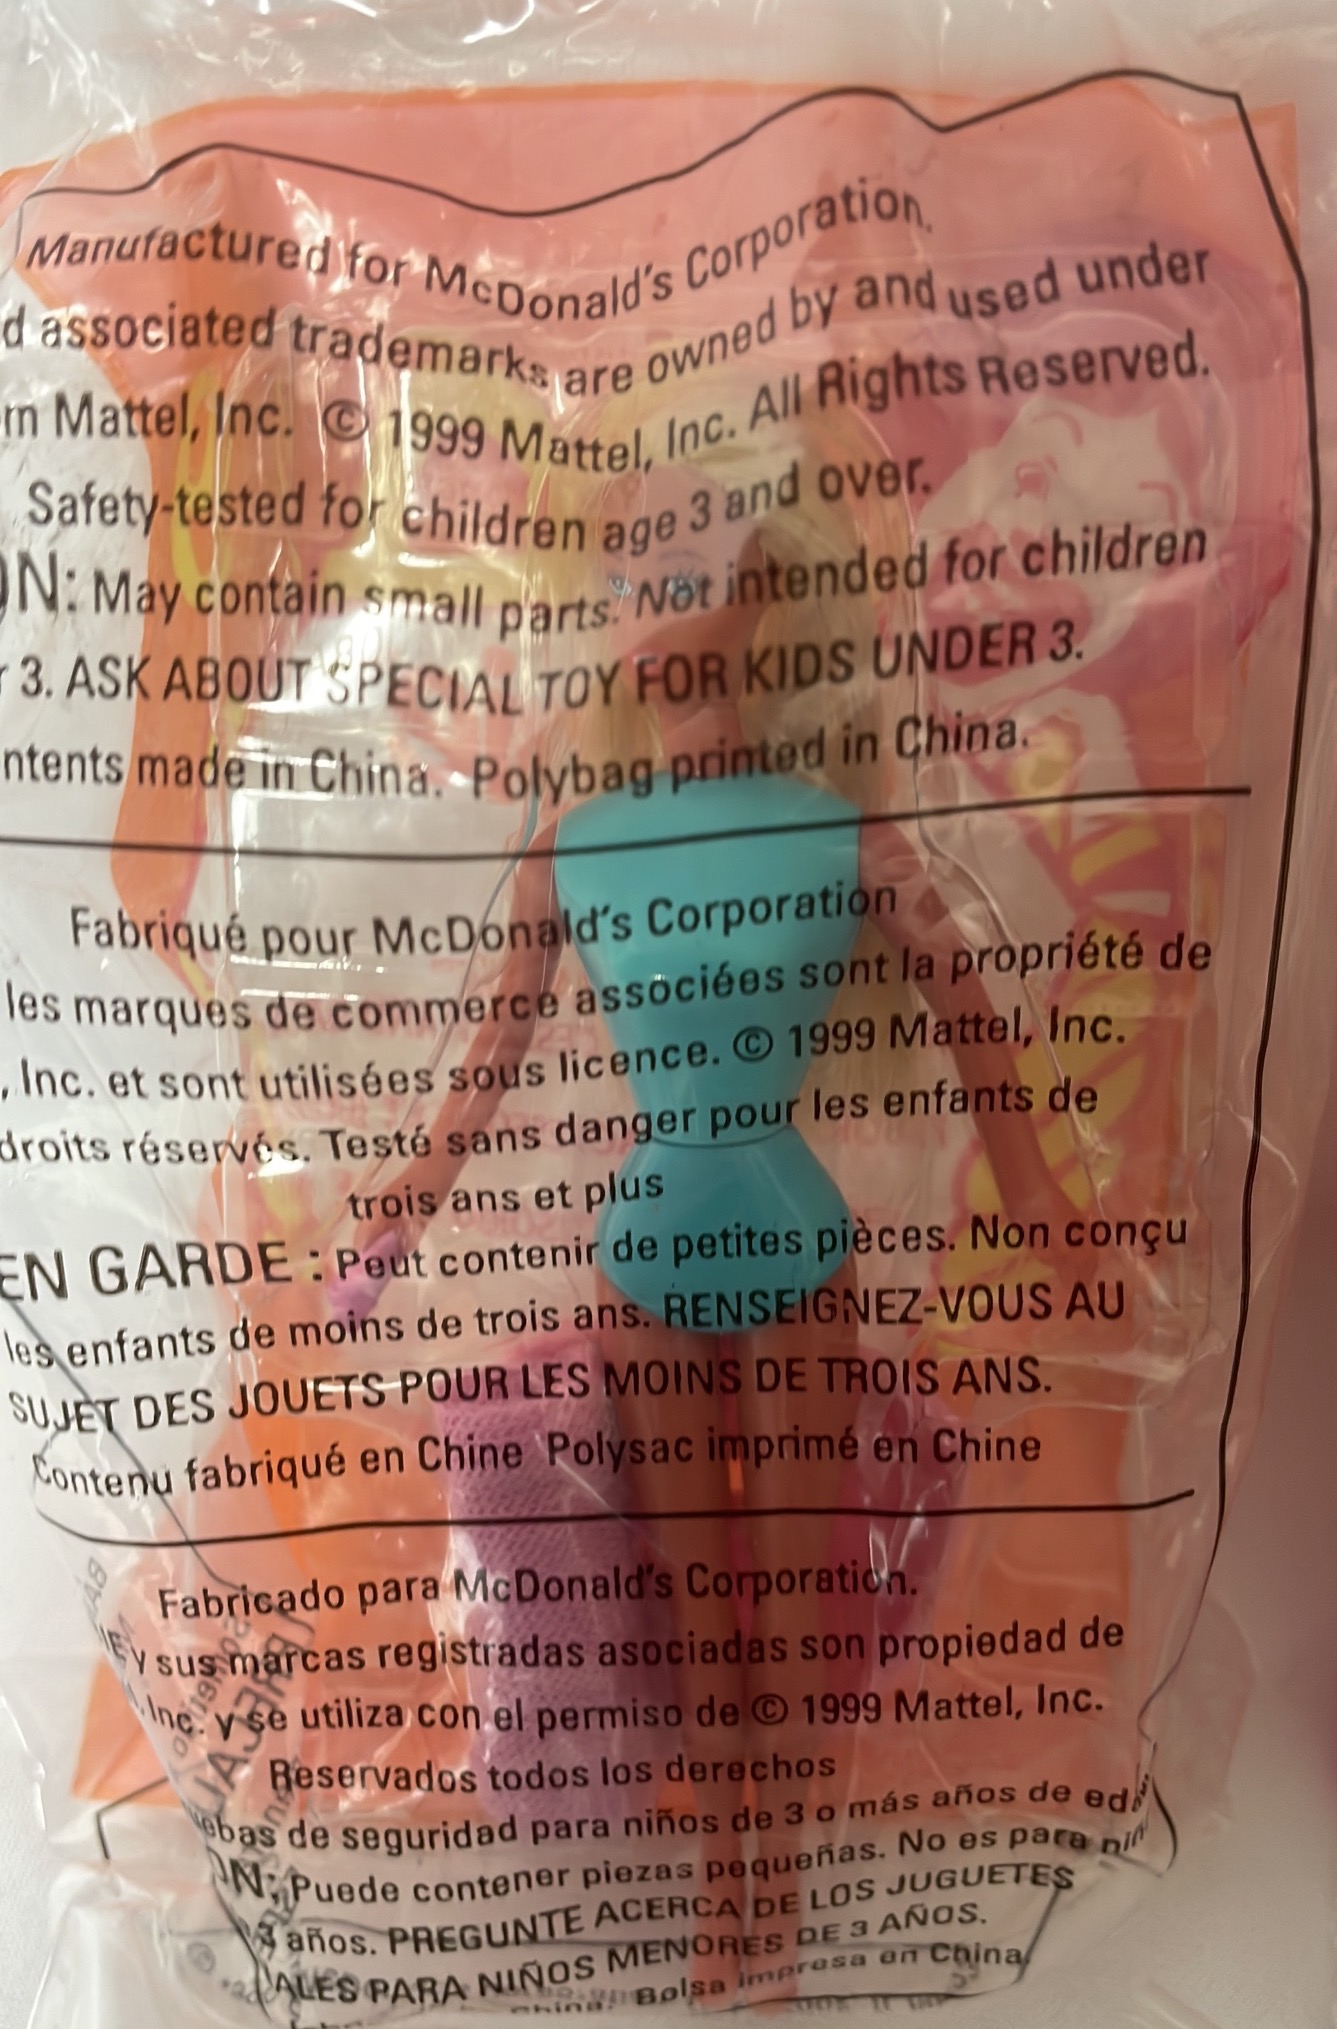 Manufactured for McDonald's Corporation.
d associated trademarks are owned by and used under
m Mattel, Inc. © 1999 Mattel, Inc. All Rights Reserved.
Safety-tested for children age 3 and over.
ON: May contain small parts. Not intended for children
r 3. ASK ABOUT SPECIAL TOY FOR KIDS UNDER 3.
ntents made in China. Polybag printed in China.
Fabriqué pour McDonald's Corporation
les marques de commerce associées sont la propriété de
, Inc. et sont utilisées sous licence. © 1999 Mattel, Inc.
droits réservés. Testé sans danger pour les enfants de
trois ans et plus
EN GARDE : Peut contenir de petites pièces. Non conçu
les enfants de moins de trois ans. RENSEIGNEZ-VOUS AU
SUJET DES JOUETS POUR LES MOINS DE TROIS ANS.
Contenu fabriqué en Chine Polysac imprimé en Chine
Fabricado para McDonald's Corporation.
IE y sus marcas registradas asociadas son propiedad de
Inc. y se utiliza con el permiso de © 1999 Mattel, Inc.
Reservados todos los derechos
ebas de seguridad para niños de 3 o más años de eda
ÓN: Puede contener piezas pequeñas. No es para niñ
3 años. PREGUNTE ACERCA DE LOS JUGUETES
IALES PARA NIÑOS MENORES DE 3 AÑOS.
China. Bolsa impresa en China